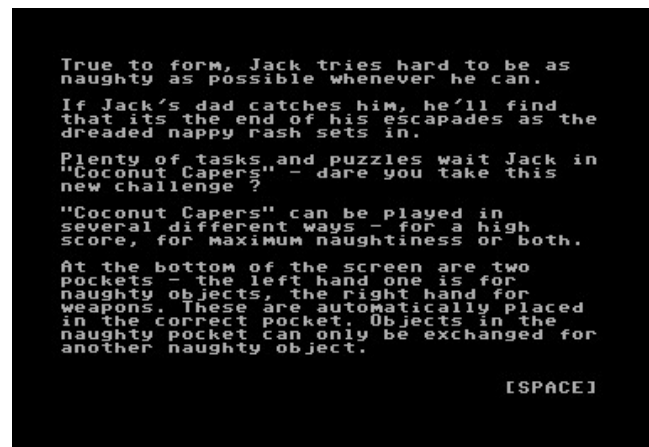 True to form, Jack tries hard to be as
naughty as possible whenever he can.
If Jack's dad catches him, he'll find
that its the end of his escapades as the
dreaded nappy rash sets in.
Plenty of tasks and puzzles wait Jack in
"Coconut Capers" - dare you take this
new challenge ?
"Coconut Capers" can be played in
several different ways - for a high
score, for maximum naughtiness or both.
At the bottom of the screen are two
pockets - the left hand one is for
naughty objects, the right hand for
weapons. These are automatically placed
in the correct pocket. Objects in the
naughty pocket can only be exchanged for
another naughty object.
[SPACE]